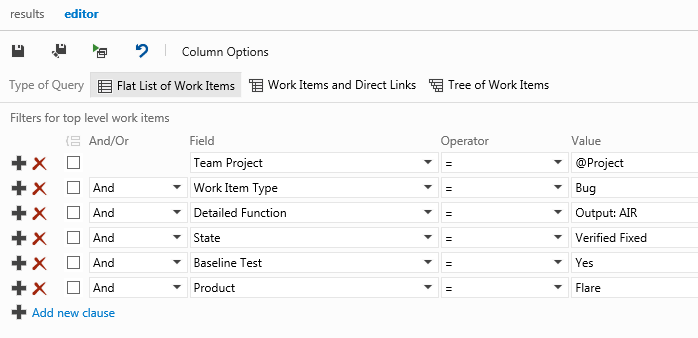 results editor
Column Options
Type of Query Flat List of Work Items Work Items and Direct Links Tree of Work Items
Filters for top level work items
And/Or Field Operator Value
Team Project = @Project
And Work Item Type = Bug
And Detailed Function = Output: AIR
And State = Verified Fixed
And Baseline Test = Yes
And Product = Flare
Add new clause